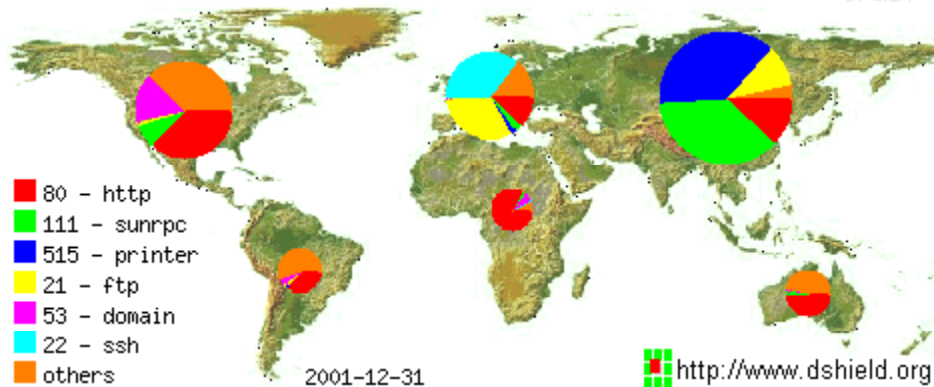 80 - http
111 - sunrpc
515 - printer
21 - ftp
53 - domain
22 - ssh
others
2001-12-31
http://www.dshield.org